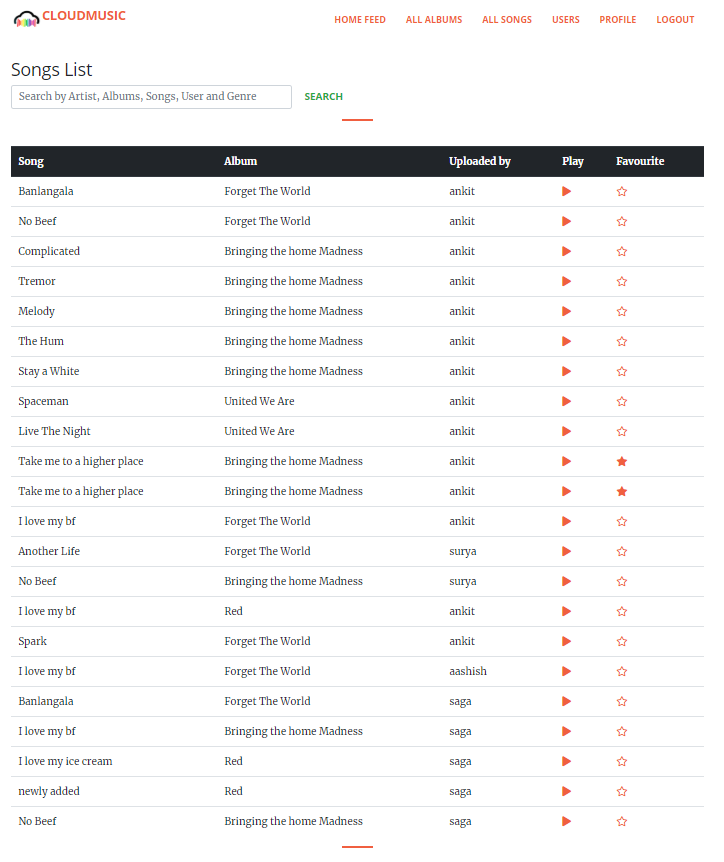 CLOUDMUSIC HOME FEED ALL ALBUMS ALL SONGS USERS PROFILE LOGOUT
Songs List
Search by Artist, Albums, Songs, User and Genre SEARCH
Song Album Uploaded by Play Favourite
Banlangala Forget The World ankit
No Beef Forget The World ankit
Complicated Bringing the home Madness ankit
Tremor Bringing the home Madness ankit
Melody Bringing the home Madness ankit
The Hum Bringing the home Madness ankit
Stay a White Bringing the home Madness ankit
Spaceman United We Are ankit
Live The Night United We Are ankit
Take me to a higher place Bringing the home Madness ankit
Take me to a higher place Bringing the home Madness ankit
I love my bf Forget The World ankit
Another Life Forget The World surya
No Beef Bringing the home Madness surya
I love my bf Red ankit
Spark Forget The World ankit
I love my bf Forget The World aashish
Banlangala Forget The World saga
I love my bf Bringing the home Madness saga
I love my ice cream Red saga
newly added Red saga
No Beef Bringing the home Madness saga